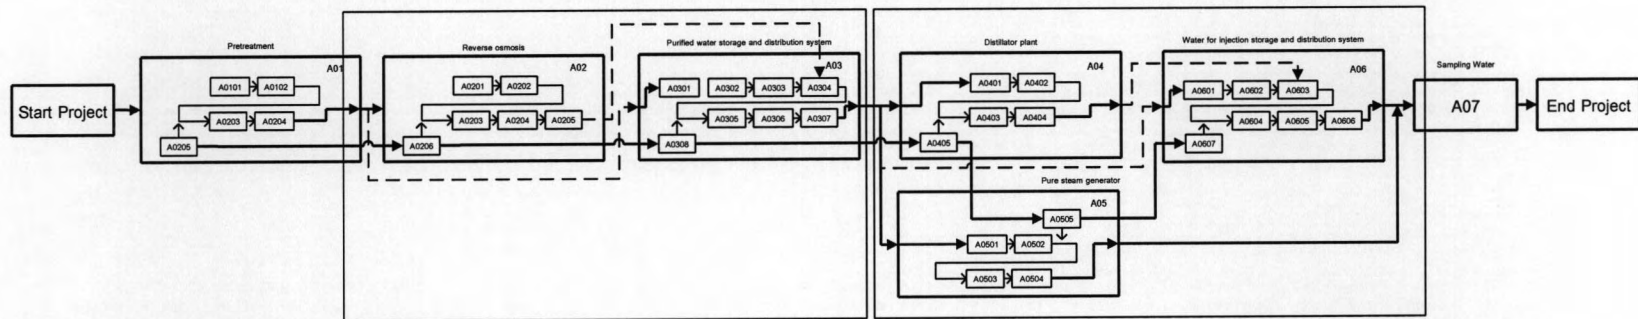 Start Project
Pretreatment
A01
A0101
A0102
A0203
A0204
A0205
Reverse osmosis
A02
A0201
A0202
A0203
A0204
A0205
A0206
Purified water storage and distribution system
A03
A0301
A0302
A0303
A0304
A0305
A0306
A0307
A0308
Distillator plant
A04
A0401
A0402
A0403
A0404
A0405
Pure steam generator
A05
A0505
A0501
A0502
A0503
A0504
Water for injection storage and distribution system
A06
A0601
A0602
A0603
A0604
A0605
A0606
A0607
Sampling Water
A07
End Project